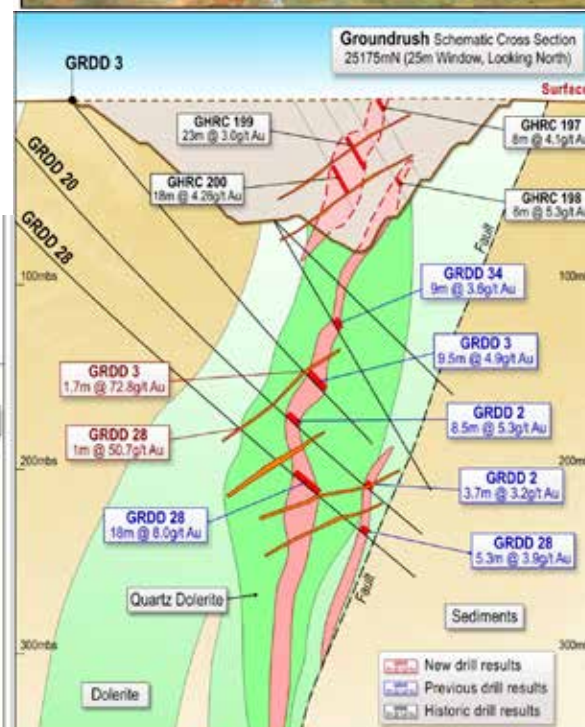 Groundrush Schematic Cross Section
25175mN (25m Window, Looking North)
GRDD 3
Surface
GHRC 199
23m @ 3.0g/t Au
GHRC 197
6m @ 4.1g/t Au
GRDD 20
GHRC 200
18m @ 4.26g/t Au
GHRC 198
6m @ 5.3g/t Au
GRDD 28
Fault
100mbs
GRDD 34
9m @ 3.6g/t Au
GRDD 3
9.5m @ 4.9g/t Au
GRDD 3
1.7m @ 72.8g/t Au
GRDD 2
8.5m @ 5.3g/t Au
GRDD 28
1m @ 50.7g/t Au
200mbs
200m
GRDD 2
3.7m @ 3.2g/t Au
GRDD 28
18m @ 8.0g/t Au
GRDD 28
5.3m @ 3.9g/t Au
Quartz Dolerite
Fault
Sediments
300mbs
300m
New drill results
Previous drill results
Historic drill results
Dolerite